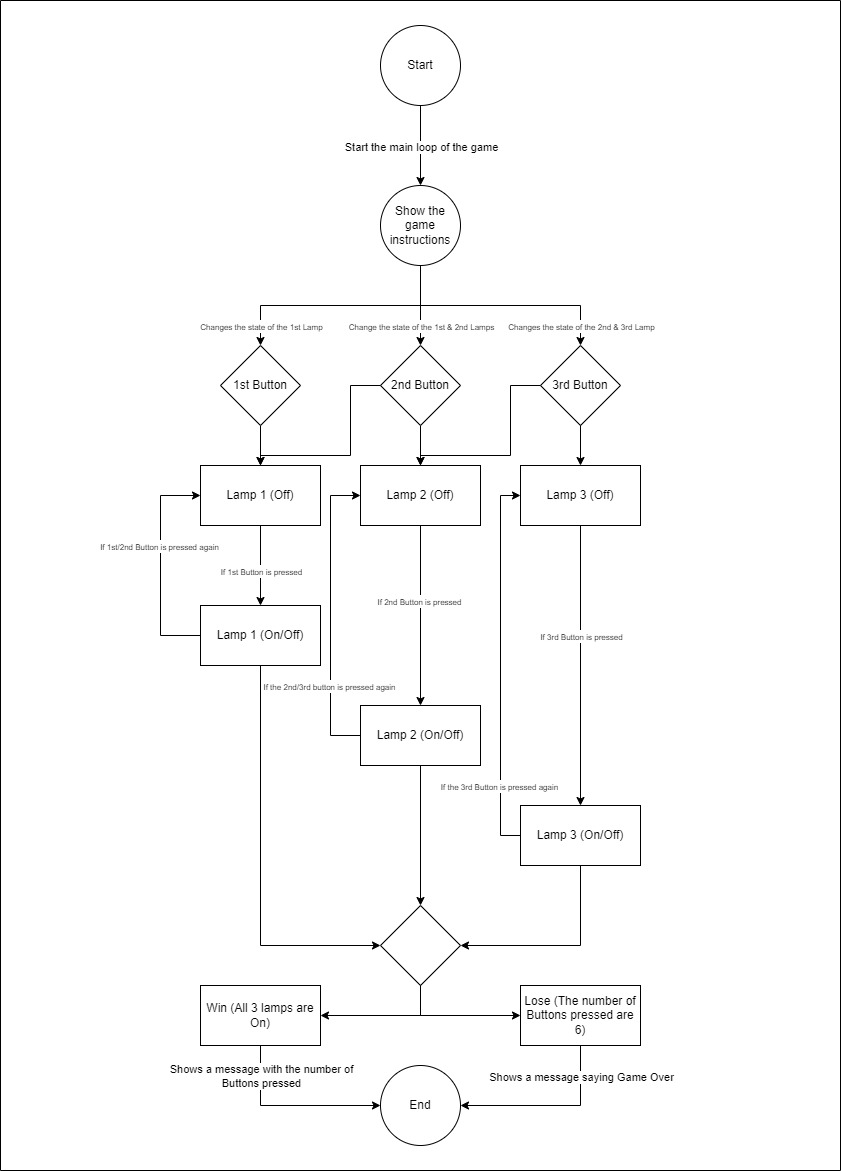 Start
Start the main loop of the game
Show the
game
instructions
Changes the state of the 1st Lamp
Change the state of the 1st & 2nd Lamps
Changes the state of the 2nd & 3rd Lamp
1st Button
2nd Button
3rd Button
Lamp 1 (Off)
Lamp 2 (Off)
Lamp 3 (Off)
If 1st/2nd Button is pressed again
If 1st Button is pressed
If 2nd Button is pressed
If 3rd Button is pressed
Lamp 1 (On/Off)
If the 2nd/3rd button is pressed again
Lamp 2 (On/Off)
If the 3rd Button is pressed again
Lamp 3 (On/Off)
Win (All 3 lamps are
On)
Lose (The number of
Buttons pressed are
6)
Shows a message with the number of
Buttons pressed
Shows a message saying Game Over
End